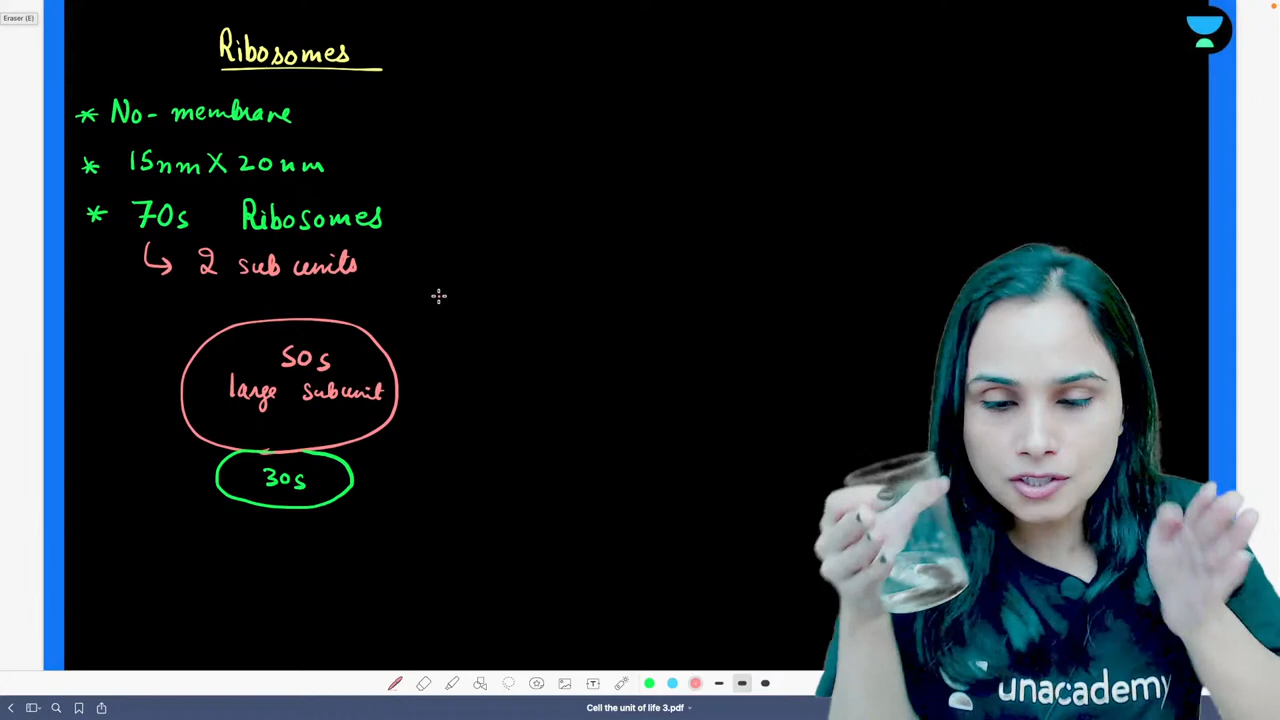 Eraser (E)
Ribosomes
* No- membrane
* 15nm X 20nm
* 70s Ribosomes
↳ 2 sub units
50s
large subunit
30s
unacademy
Cell the unit of life 3.pdf